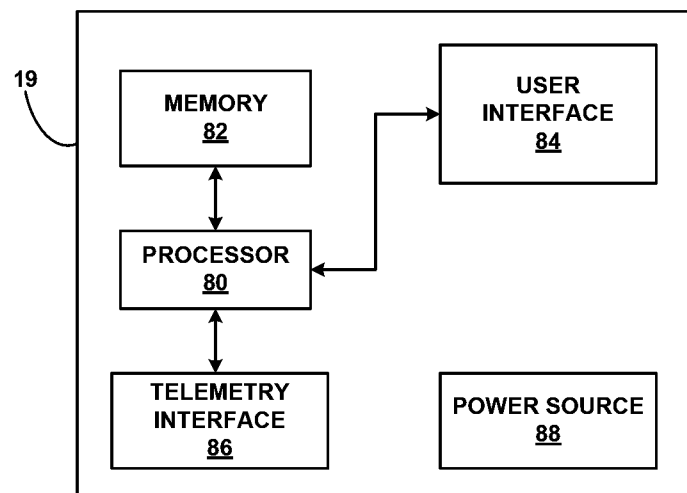 19
MEMORY
82
USER
INTERFACE
84
PROCESSOR
80
TELEMETRY
INTERFACE
86
POWER SOURCE
88